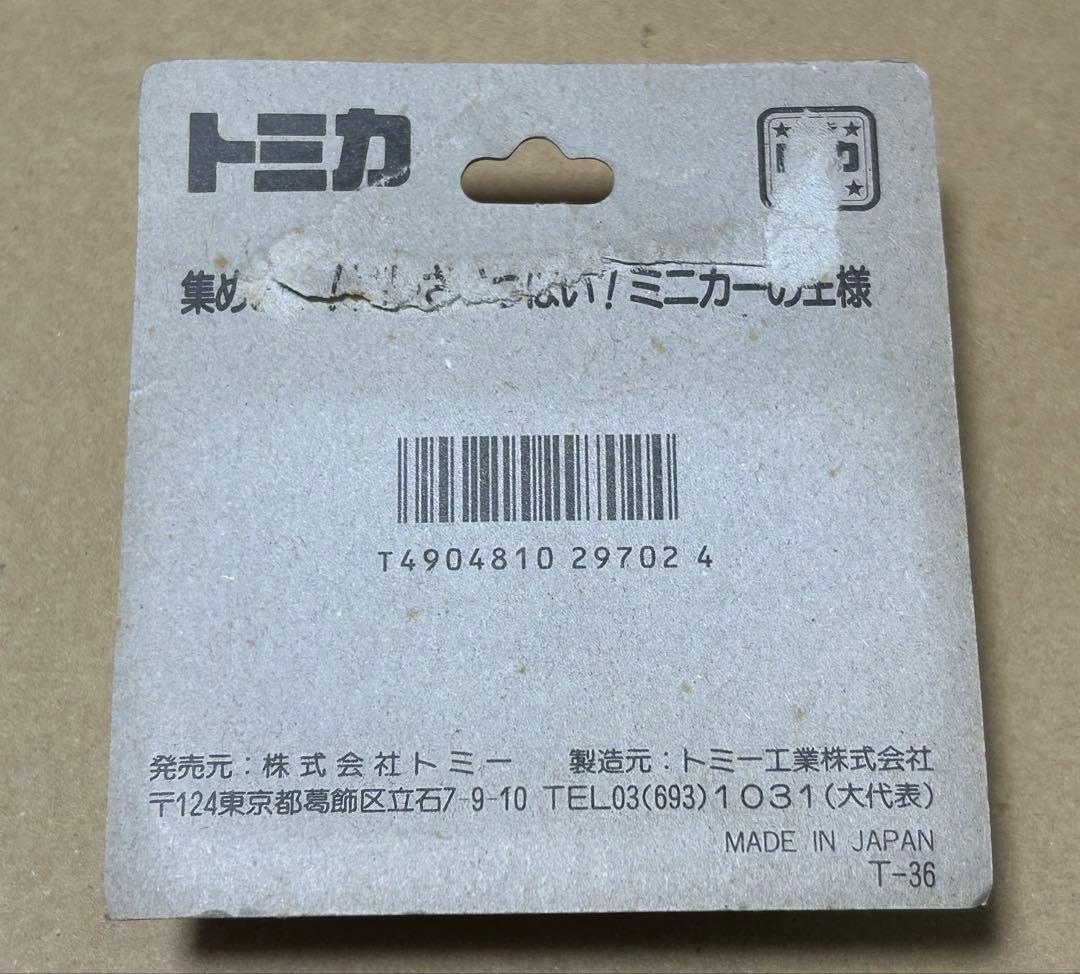 トミカ
集め い!ミニカーの王様
T4904810 29702 4
発売元:株式会社トミー 製造元:トミー工業株式会社
〒124東京都葛飾区立石7-9-10 TEL03(693)1031(大代表)
MADE IN JAPAN
T-36